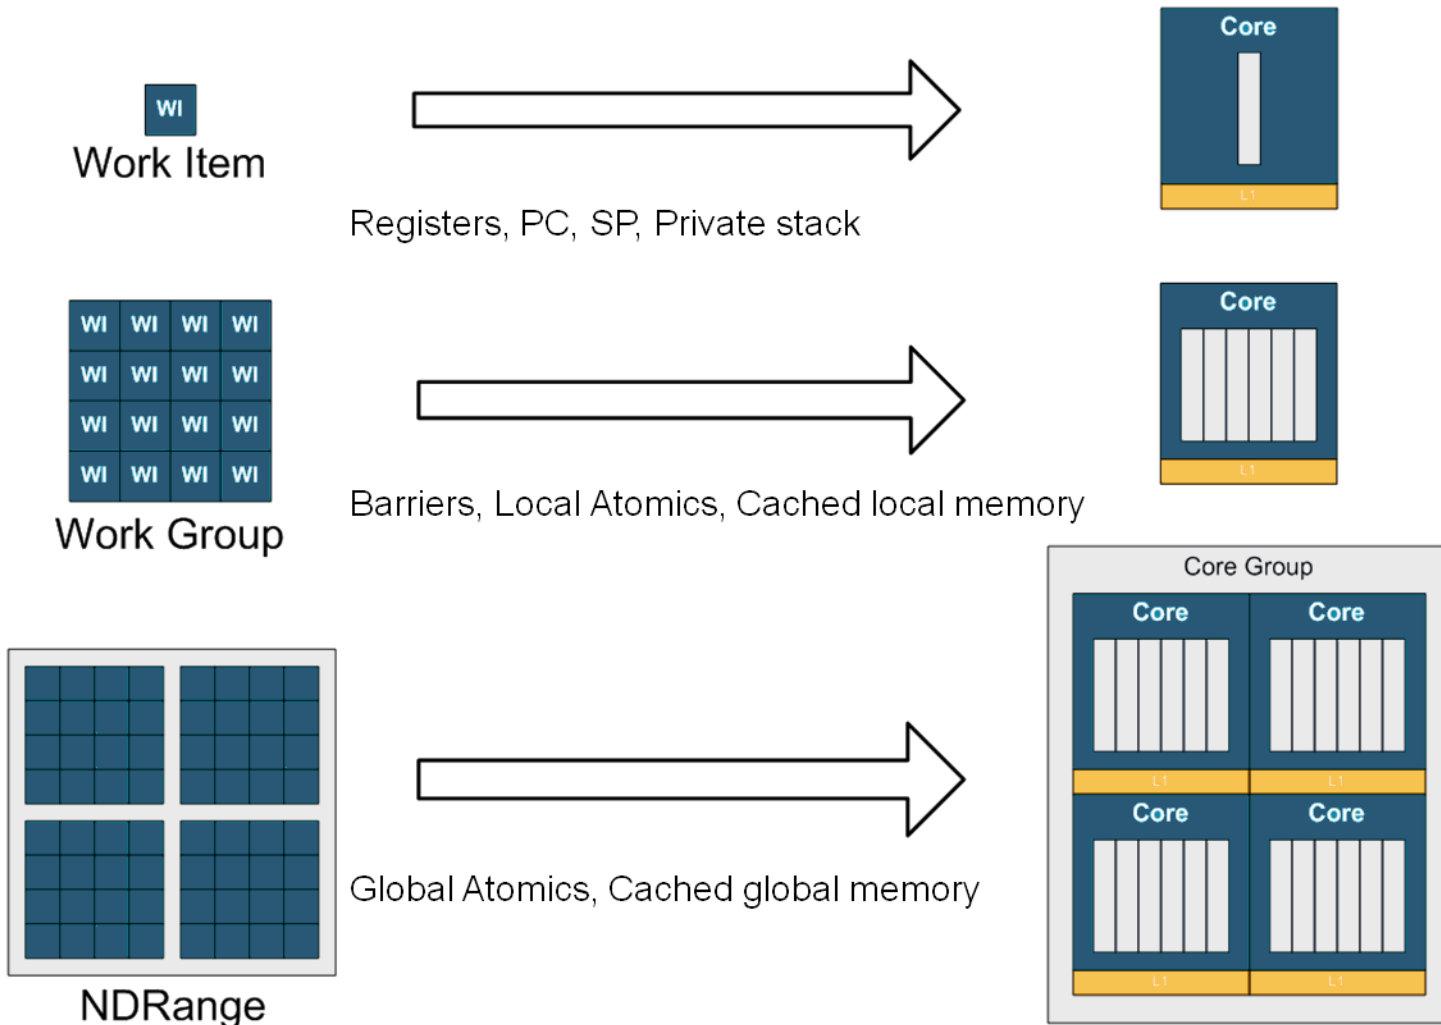 Core
WI
Work Item
L1
Registers, PC, SP, Private stack
Core
WI WI WI WI
WI WI WI WI
WI WI WI WI
WI WI WI WI
L1
Barriers, Local Atomics, Cached local memory
Work Group
Core Group
Core Core
L1 L1
Core Core
Global Atomics, Cached global memory
L1 L1
NDRange